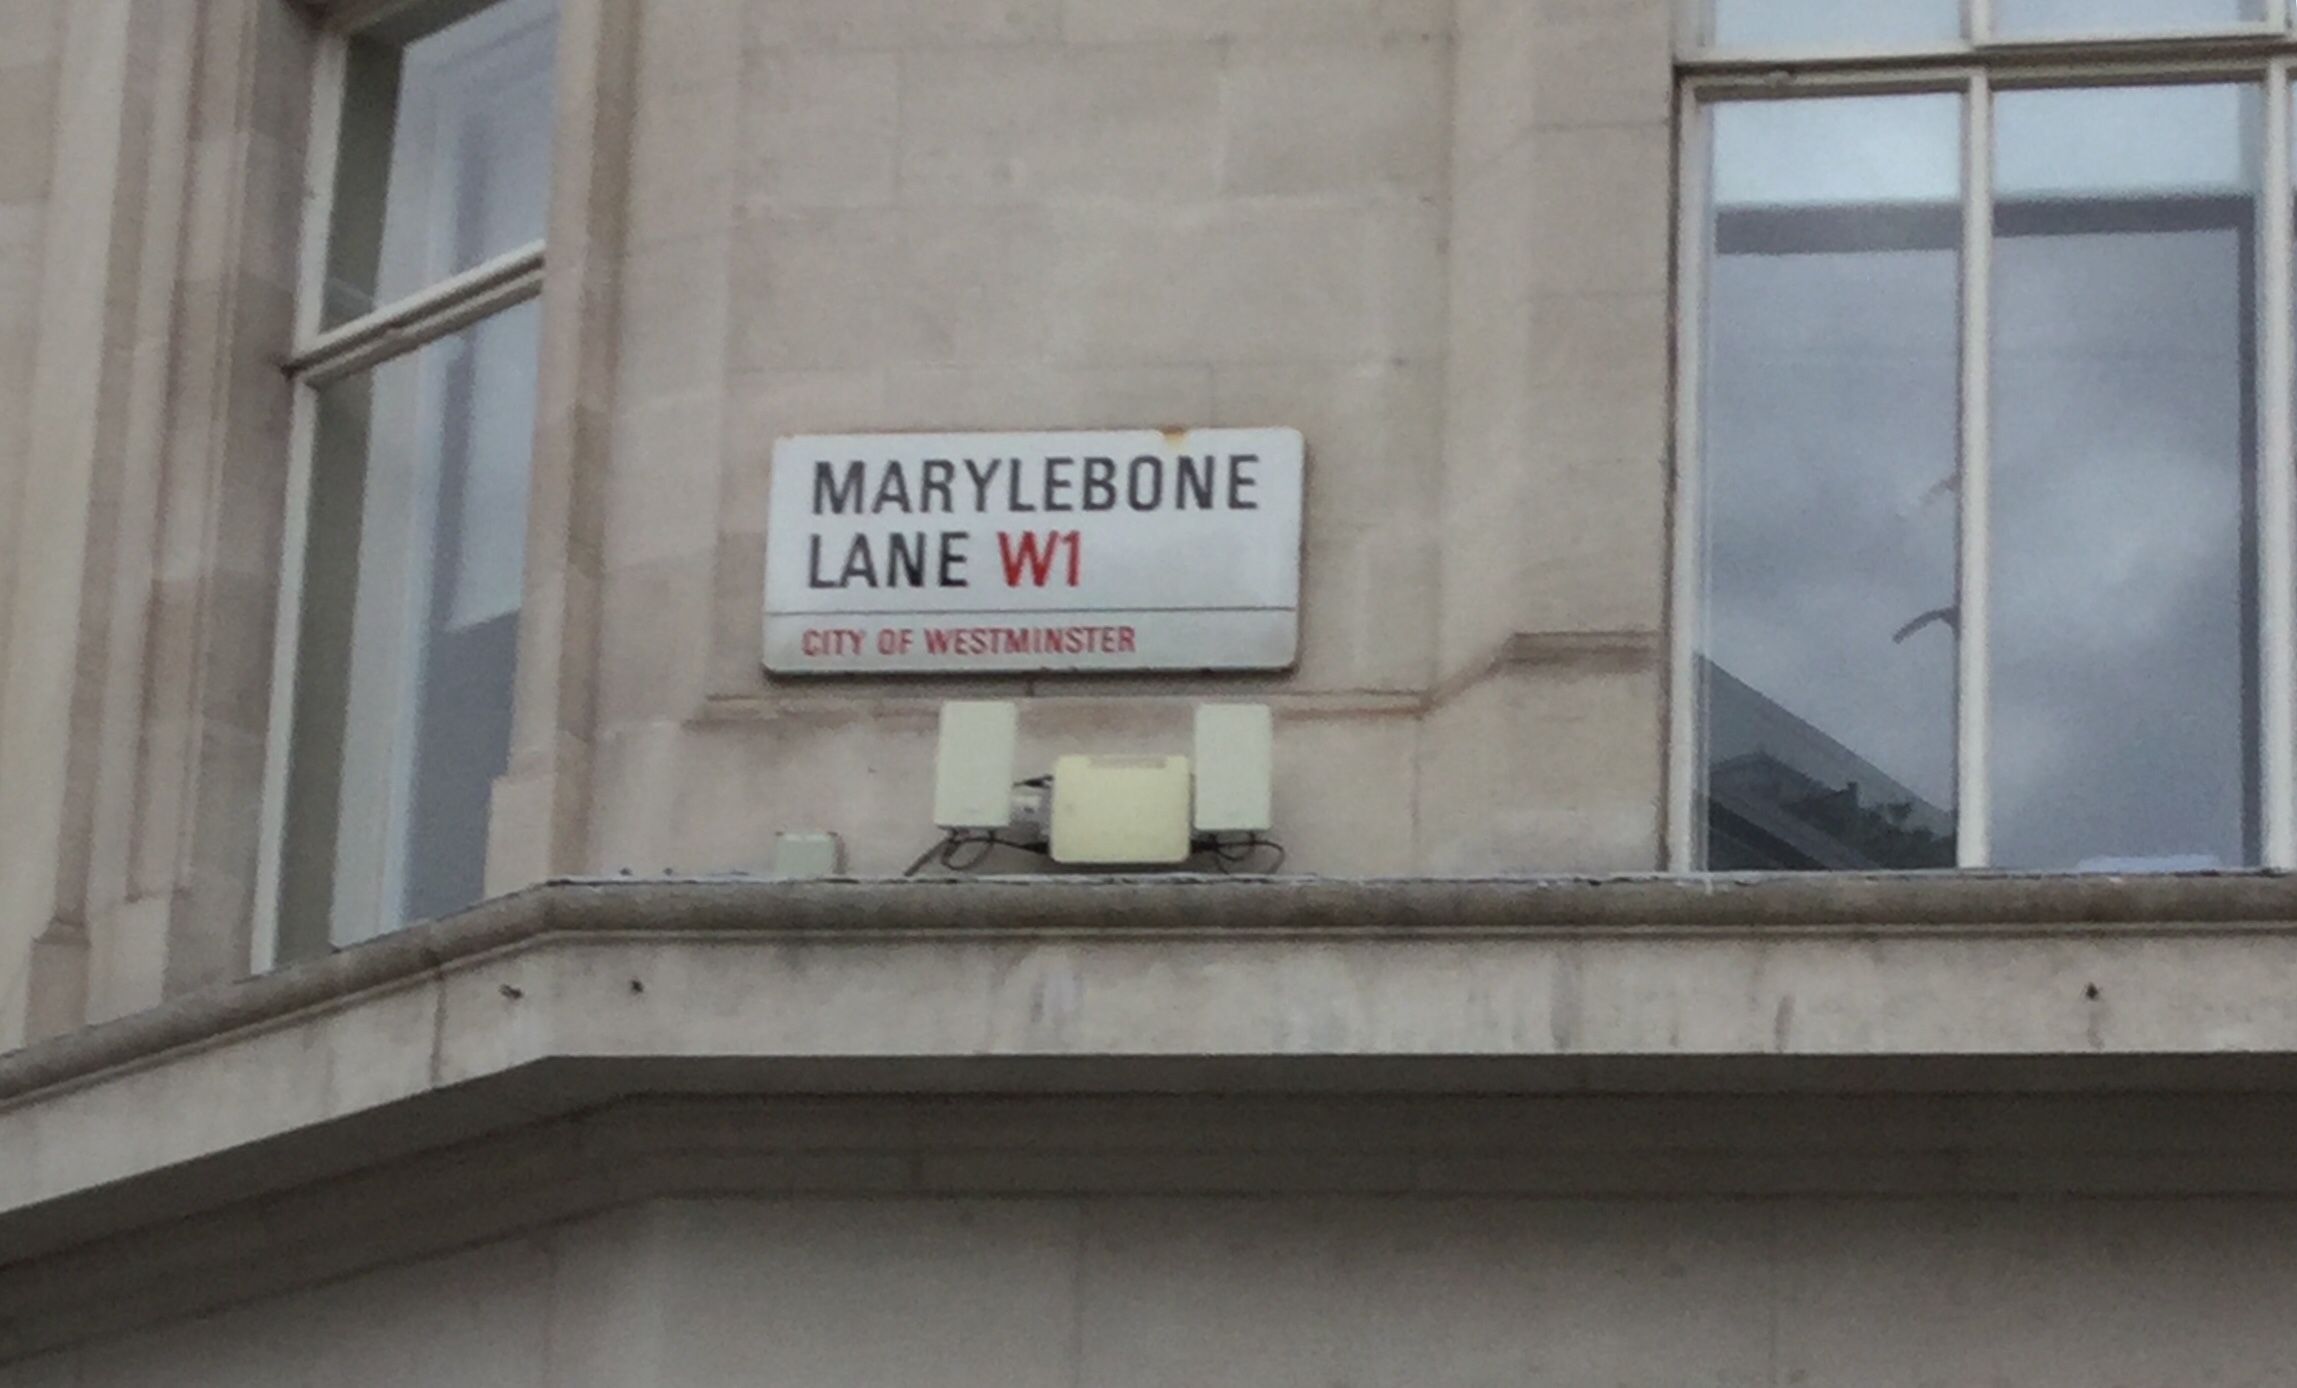 MARYLEBONE
LANE W1
CITY OF WESTMINSTER